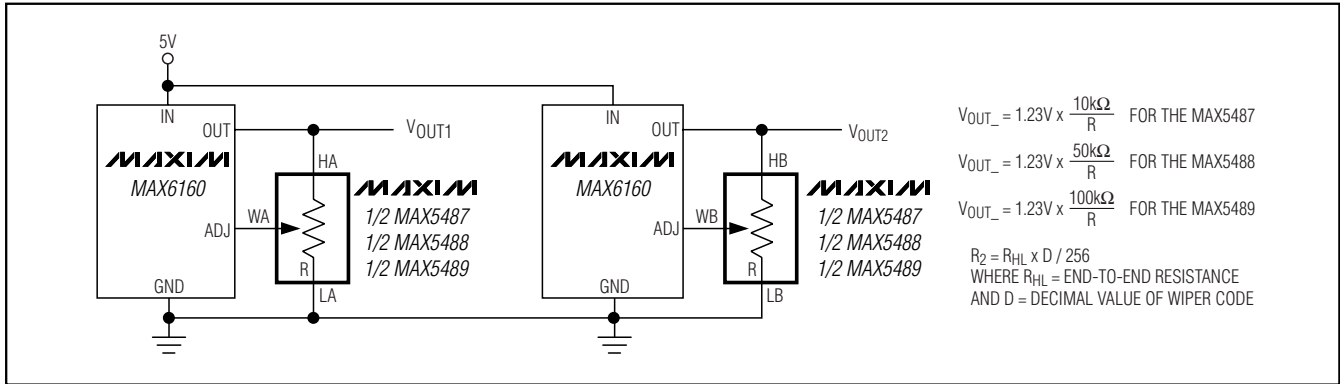 5V
IN
OUT
VOUT1
MAXIM
MAX6160
HA
MAXIM
1/2 MAX5487
1/2 MAX5488
1/2 MAX5489
ADJ
WA
R
LA
GND
IN
OUT
VOUT2
MAXIM
MAX6160
HB
MAXIM
1/2 MAX5487
1/2 MAX5488
1/2 MAX5489
ADJ
WB
R
LB
GND
VOUT_ = 1.23V x 10kΩ / R FOR THE MAX5487
VOUT_ = 1.23V x 50kΩ / R FOR THE MAX5488
VOUT_ = 1.23V x 100kΩ / R FOR THE MAX5489
R2 = RHL x D / 256
WHERE RHL = END-TO-END RESISTANCE
AND D = DECIMAL VALUE OF WIPER CODE